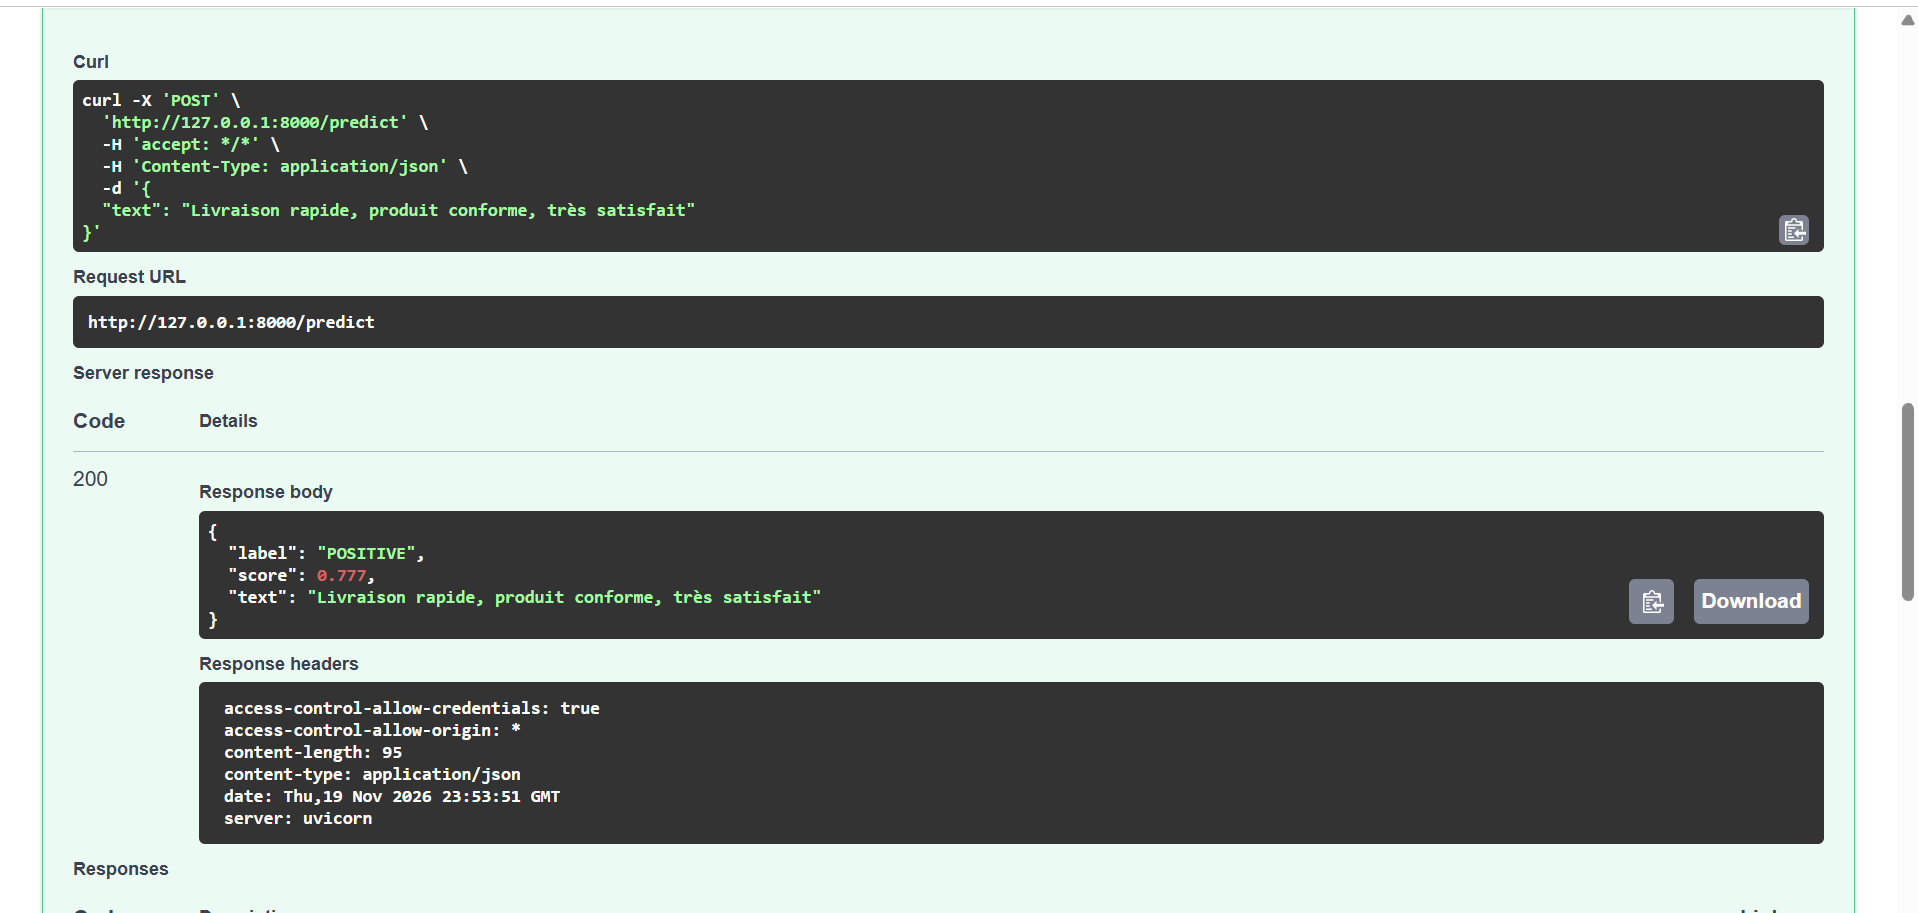 Curl
curl -X 'POST' \
'http://127.0.0.1:8000/predict' \
-H 'accept: */*' \
-H 'Content-Type: application/json' \
-d '{
"text": "Livraison rapide, produit conforme, très satisfait"
}'
Request URL
http://127.0.0.1:8000/predict
Server response
Code Details
200
Response body
{
"label": "POSITIVE",
"score": 0.777,
"text": "Livraison rapide, produit conforme, très satisfait"
}
Download
Response headers
access-control-allow-credentials: true
access-control-allow-origin: *
content-length: 95
content-type: application/json
date: Thu,19 Nov 2026 23:53:51 GMT
server: uvicorn
Responses